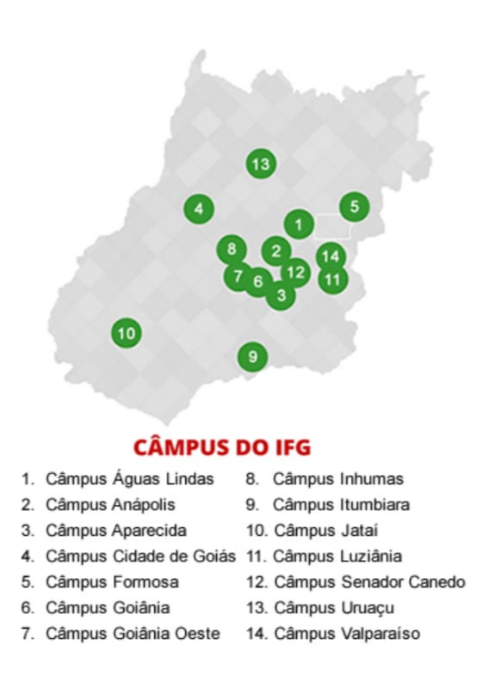 13
4
5
1
8
2
14
7
6
12
11
3
10
9
CÂMPUS DO IFG
1. Câmpus Águas Lindas
2. Câmpus Anápolis
3. Câmpus Aparecida
4. Câmpus Cidade de Goiás
5. Câmpus Formosa
6. Câmpus Goiânia
7. Câmpus Goiânia Oeste
8. Câmpus Inhumas
9. Câmpus Itumbiara
10. Câmpus Jataí
11. Câmpus Luziânia
12. Câmpus Senador Canedo
13. Câmpus Uruaçu
14. Câmpus Valparaíso